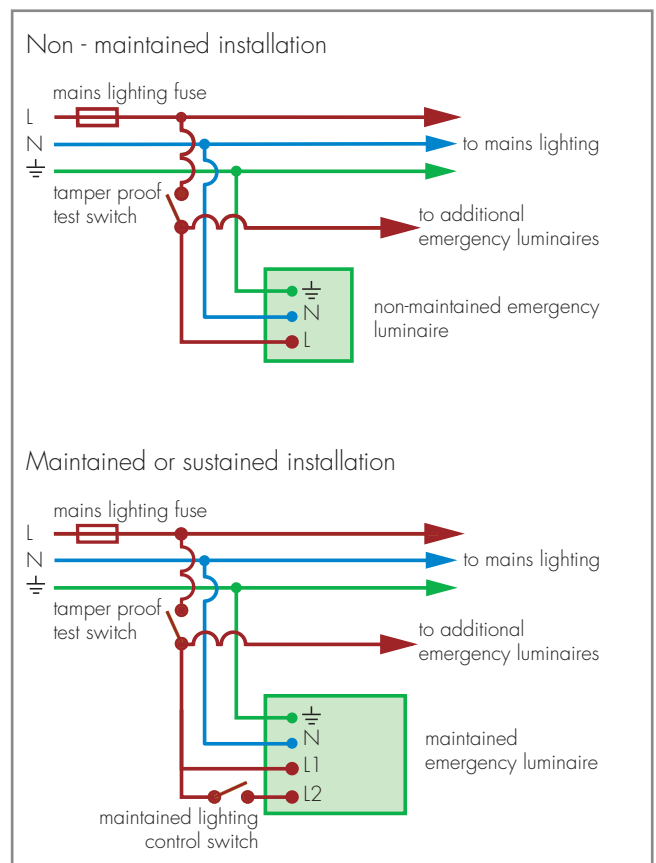 Non - maintained installation
mains lighting fuse
L
N
to mains lighting
tamper proof
test switch
to additional
emergency luminaires
N
L
non-maintained emergency
luminaire
Maintained or sustained installation
mains lighting fuse
L
N
to mains lighting
tamper proof
test switch
to additional
emergency luminaires
N
L1
L2
maintained
emergency luminaire
maintained lighting
control switch